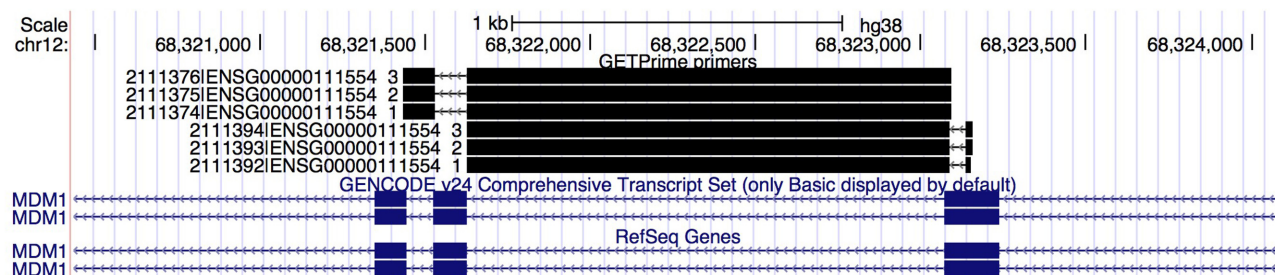 Scale 1 kb hg38
chr12: 68,321,000 68,321,500 68,322,000 68,322,500 68,323,000 68,323,500 68,324,000
GETPrime primers
2111376|ENSG00000111554 3
2111375|ENSG00000111554 2
2111374|ENSG00000111554 1
2111394|ENSG00000111554 3
2111393|ENSG00000111554 2
2111392|ENSG00000111554 1
GENCODE v24 Comprehensive Transcript Set (only Basic displayed by default)
MDM1
MDM1
RefSeq Genes
MDM1
MDM1